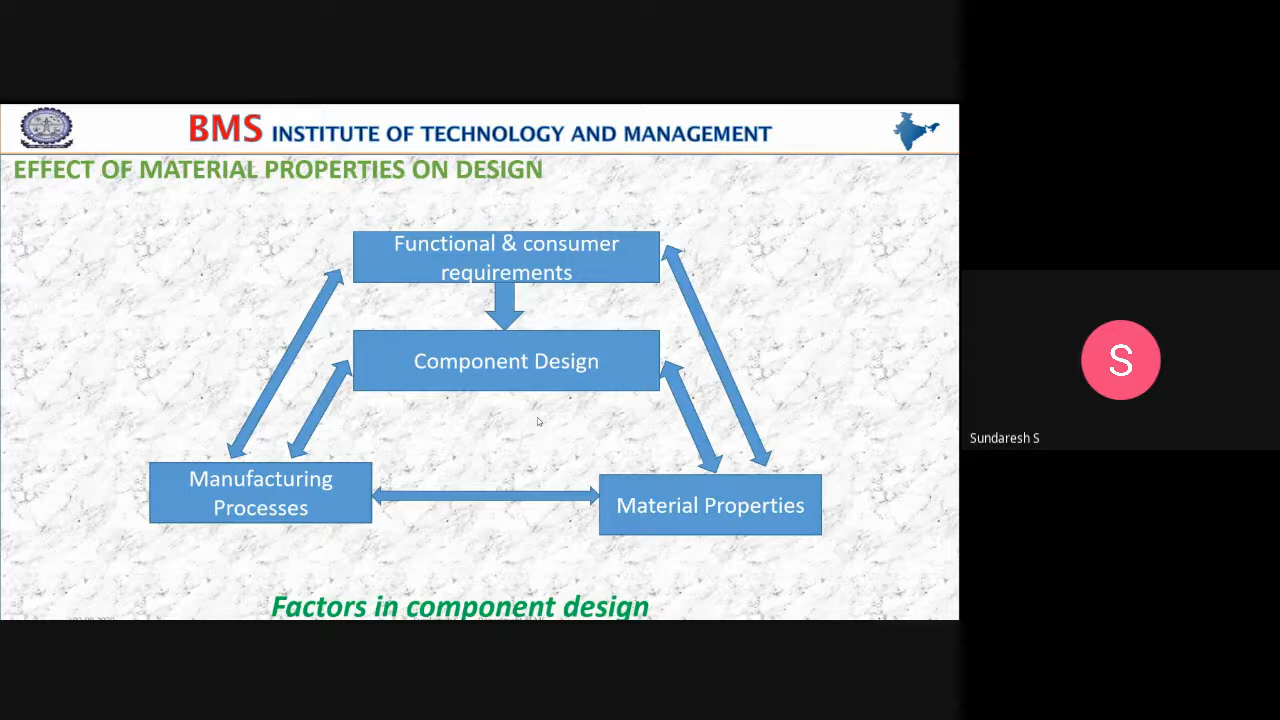 BMS INSTITUTE OF TECHNOLOGY AND MANAGEMENT
EFFECT OF MATERIAL PROPERTIES ON DESIGN
Functional & consumer
requirements
Component Design
Manufacturing
Processes
Material Properties
Factors in component design
S
Sundaresh S